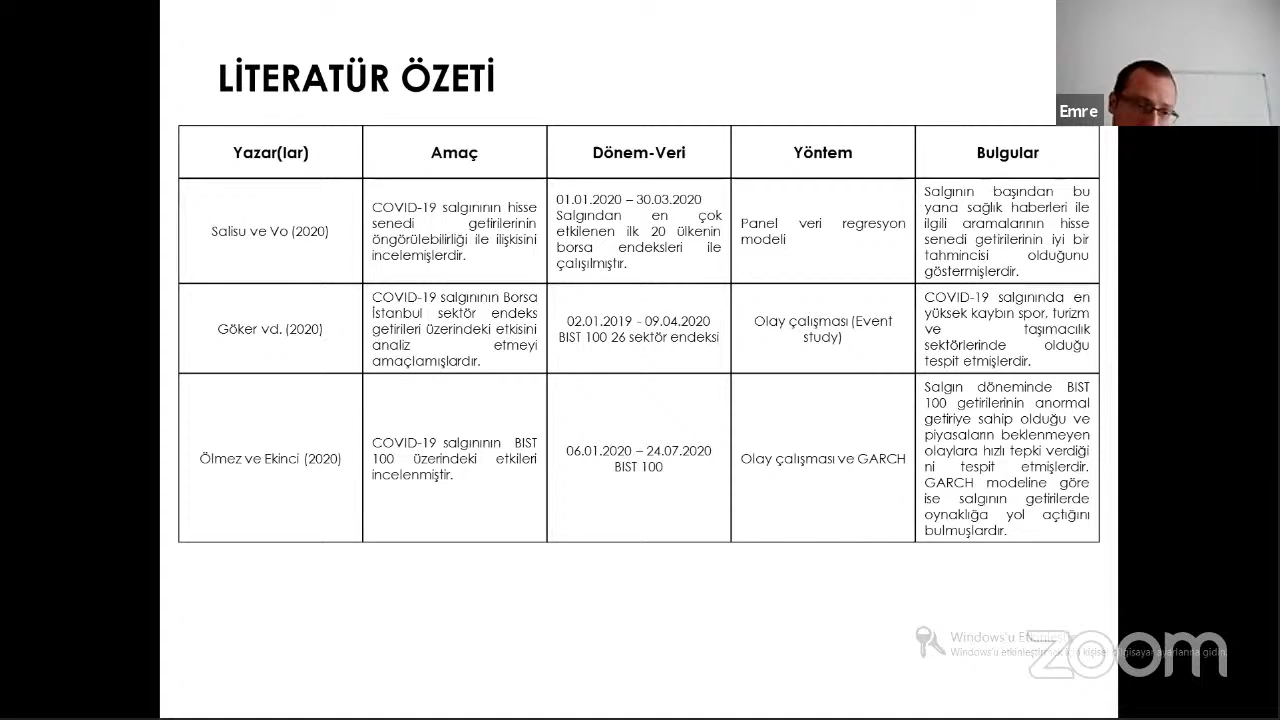 LİTERATÜR ÖZETİ
Emre
Yazar(lar)
Amaç
Dönem-Veri
Yöntem
Bulgular
Salisu ve Vo (2020)
COVID-19 salgınının hisse
senedi getirilerinin
öngörülebilirliği ile ilişkisini
incelemişlerdir.
01.01.2020 – 30.03.2020
Salgından en çok
etkilenen ilk 20 ülkenin
borsa endeksleri ile
çalışılmıştır.
Panel veri regresyon
modeli
Salgının başından bu
yana sağlık haberleri ile
ilgili aramalarının hisse
senedi getirilerinin iyi bir
tahmincisi olduğunu
göstermişlerdir.
Göker vd. (2020)
COVID-19 salgınının Borsa
İstanbul sektör endeks
getirileri üzerindeki etkisini
analiz etmeyi
amaçlamışlardır.
02.01.2019 - 09.04.2020
BIST 100 26 sektör endeksi
Olay çalışması (Event
study)
COVID-19 salgınında en
yüksek kaybın spor, turizm
ve taşımacılık
sektörlerinde olduğu
tespit etmişlerdir.
Ölmez ve Ekinci (2020)
COVID-19 salgınının BIST
100 üzerindeki etkileri
incelenmiştir.
06.01.2020 – 24.07.2020
BIST 100
Olay çalışması ve GARCH
Salgın döneminde BIST
100 getirilerinin anormal
getiriye sahip olduğu ve
piyasaların beklenmeyen
olaylara hızlı tepki verdiği
ni tespit etmişlerdir.
GARCH modeline göre
ise salgının getirilerde
oynaklığa yol açtığını
bulmuşlardır.
Windows'u Etkinleştir
Windows'u etkinleştirmek için kişisel bilgisayar ayarlarına gidin.
zoom